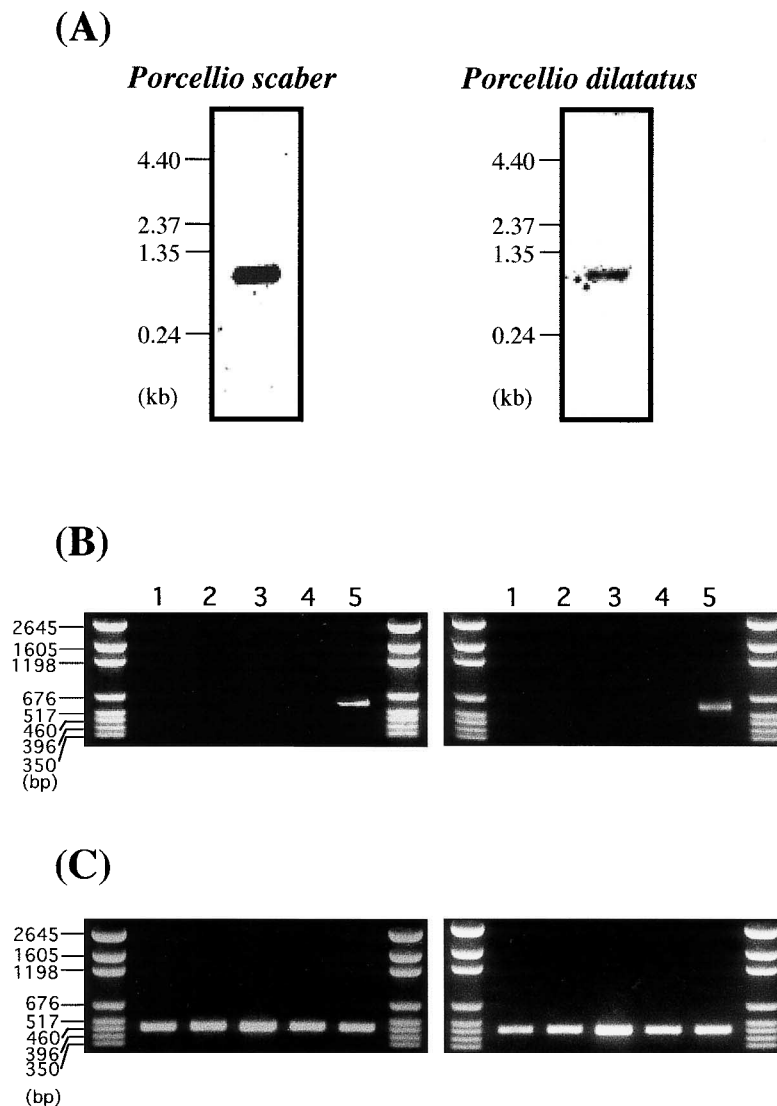 (A)
Porcellio scaber
Porcellio dilatatus
4.40
2.37
1.35
0.24
(kb)
4.40
2.37
1.35
0.24
(kb)
(B)
1 2 3 4 5
1 2 3 4 5
2645
1605
1198
676
517
460
396
350
(bp)
(C)
2645
1605
1198
676
517
460
396
350
(bp)